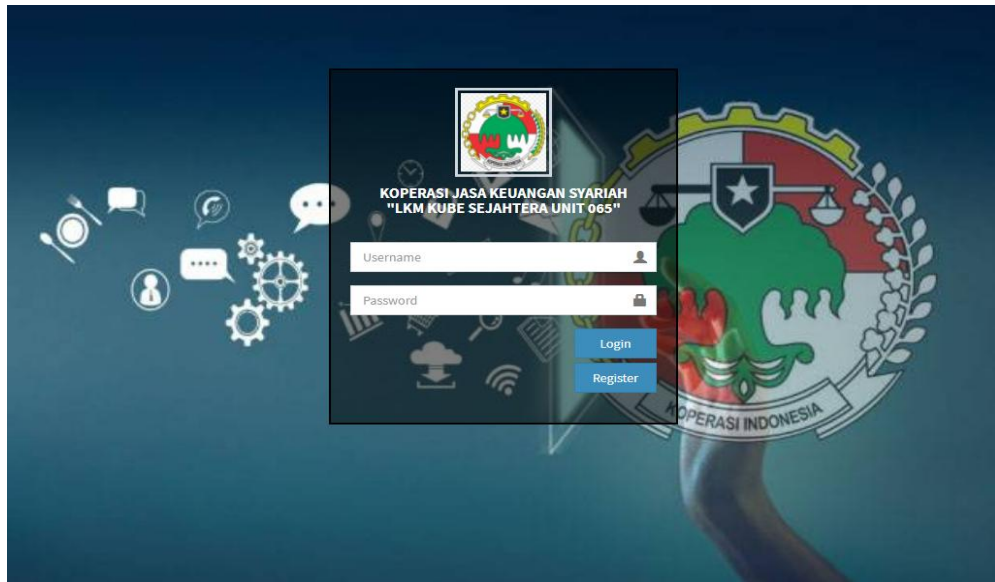 KOPERASI JASA KEUANGAN SYARIAH
"LKM KUBE SEJAHTERA UNIT 065"
Username
Password
Login
Register
KOPERASI INDONESIA